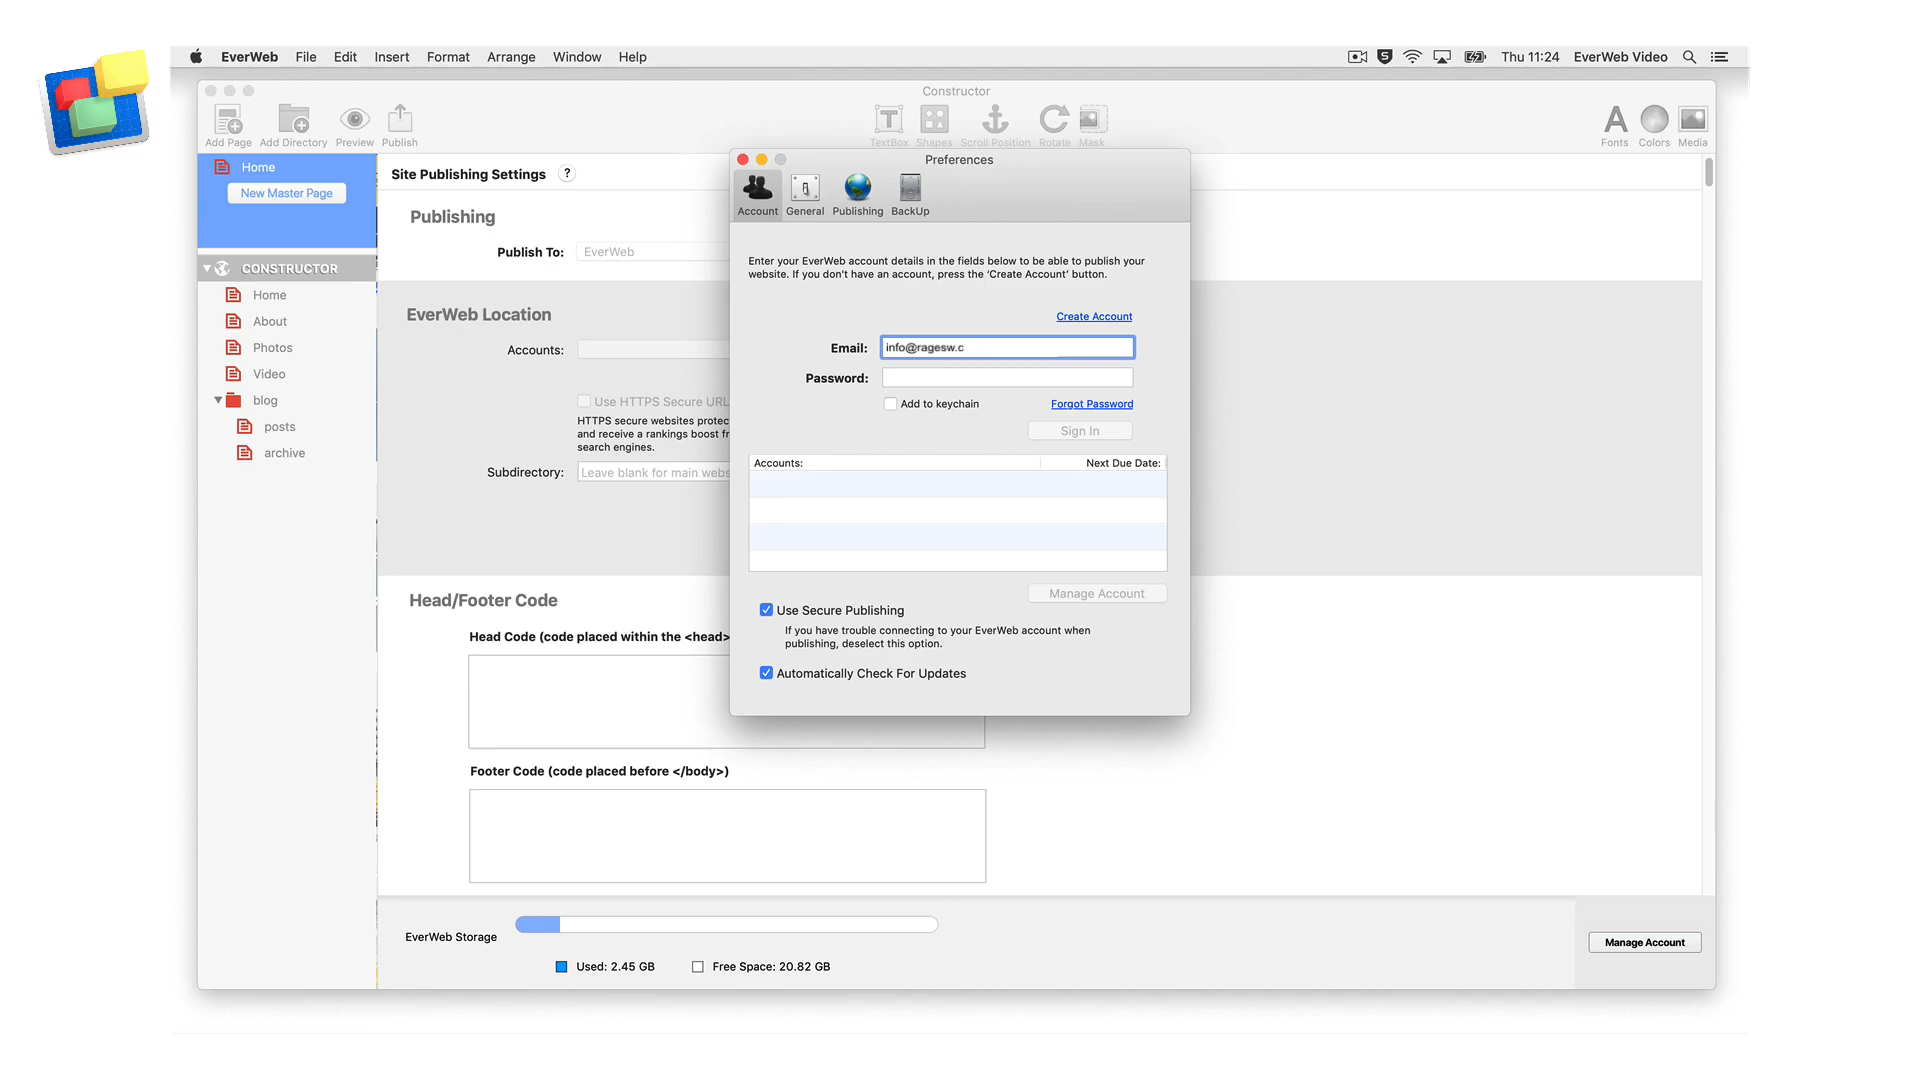 EverWeb File Edit Insert Format Arrange Window Help
Thu 11:24 EverWeb Video
Constructor
Add Page Add Directory Preview Publish
TextBox Shapes Scroll Position Rotate Mask
Fonts Colors Media
Home
New Master Page
CONSTRUCTOR
Home
About
Photos
Video
blog
posts
archive
Site Publishing Settings ?
Publishing
Publish To: EverWeb
EverWeb Location
Accounts:
Use HTTPS Secure URL
HTTPS secure websites protec
and receive a rankings boost fr
search engines.
Subdirectory: Leave blank for main webs
Head/Footer Code
Head Code (code placed within the <head>
Footer Code (code placed before </body>)
EverWeb Storage
Used: 2.45 GB Free Space: 20.82 GB
Manage Account
Preferences
Account General Publishing BackUp
Enter your EverWeb account details in the fields below to be able to publish your
website. If you don't have an account, press the ‘Create Account’ button.
Create Account
Email: info@ragesw.c
Password:
Add to keychain Forgot Password
Sign In
Accounts: Next Due Date:
Manage Account
Use Secure Publishing
If you have trouble connecting to your EverWeb account when
publishing, deselect this option.
Automatically Check For Updates